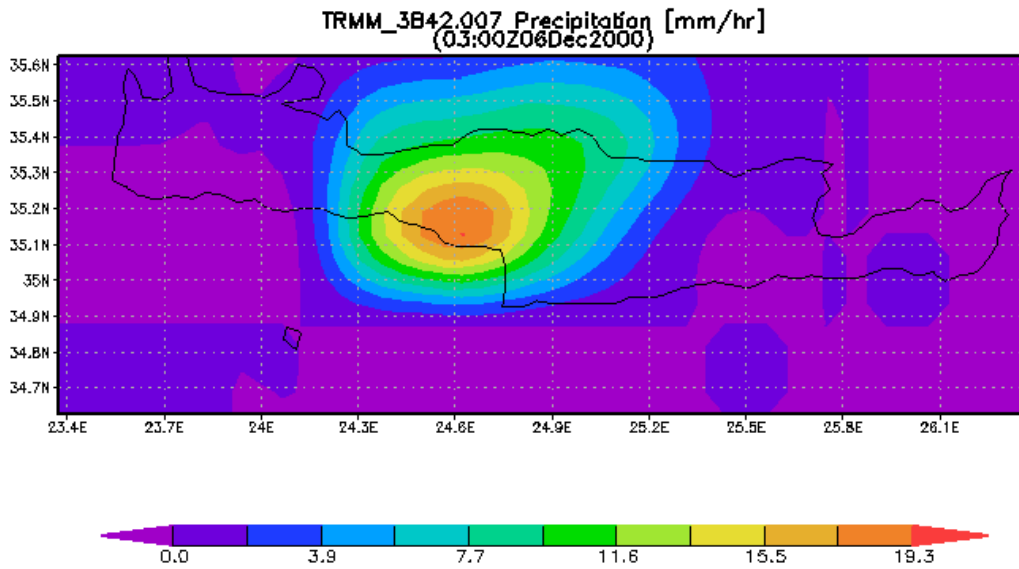 TRMM_3B42.007 Precipitation [mm/hr]
(03:00Z06Dec2000)
35.6N
35.5N
35.4N
35.3N
35.2N
35.1N
35N
34.9N
34.8N
34.7N
23.4E 23.7E 24E 24.3E 24.6E 24.9E 25.2E 25.5E 25.8E 26.1E
0.0 3.9 7.7 11.6 15.5 19.3